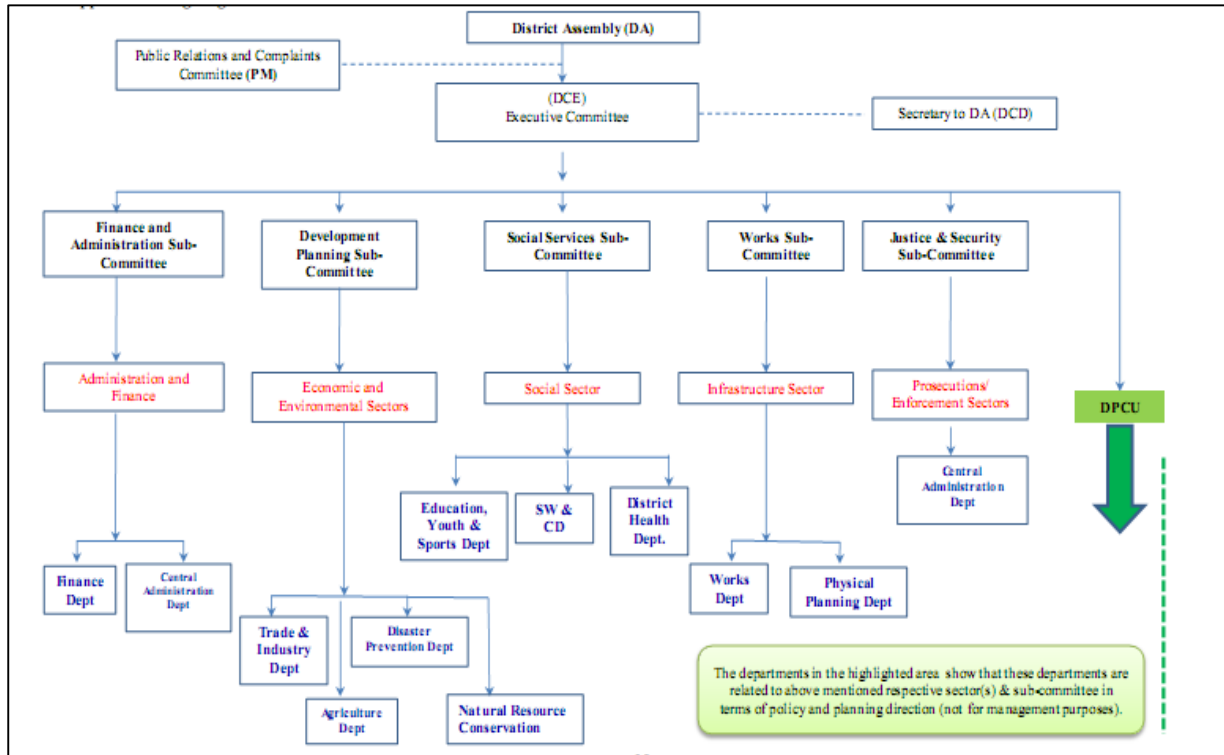 District Assembly (DA)
Public Relations and Complaints
Committee (PM)
(DCE)
Executive Committee
Secretary to DA (DCD)
Finance and
Administration Sub-
Committee
Development
Planning Sub-
Committee
Social Services Sub-
Committee
Works Sub-
Committee
Justice & Security
Sub-Committee
Administration and
Finance
Economic and
Environmental Sectors
Social Sector
Infrastructure Sector
Prosecutions/
Enforcement Sectors
DPCU
Central
Administration
Dept
Education,
Youth &
Sports Dept
SW &
CD
District
Health
Dept.
Finance
Dept
Central
Administration Dept
Works
Dept
Physical
Planning Dept
Trade &
Industry
Dept
Disaster
Prevention Dept
Agriculture
Dept
Natural Resource
Conservation
The departments in the highlighted area show that these departments are
related to above mentioned respective sector(s) & sub-committee in
terms of policy and planning direction (not for management purposes).